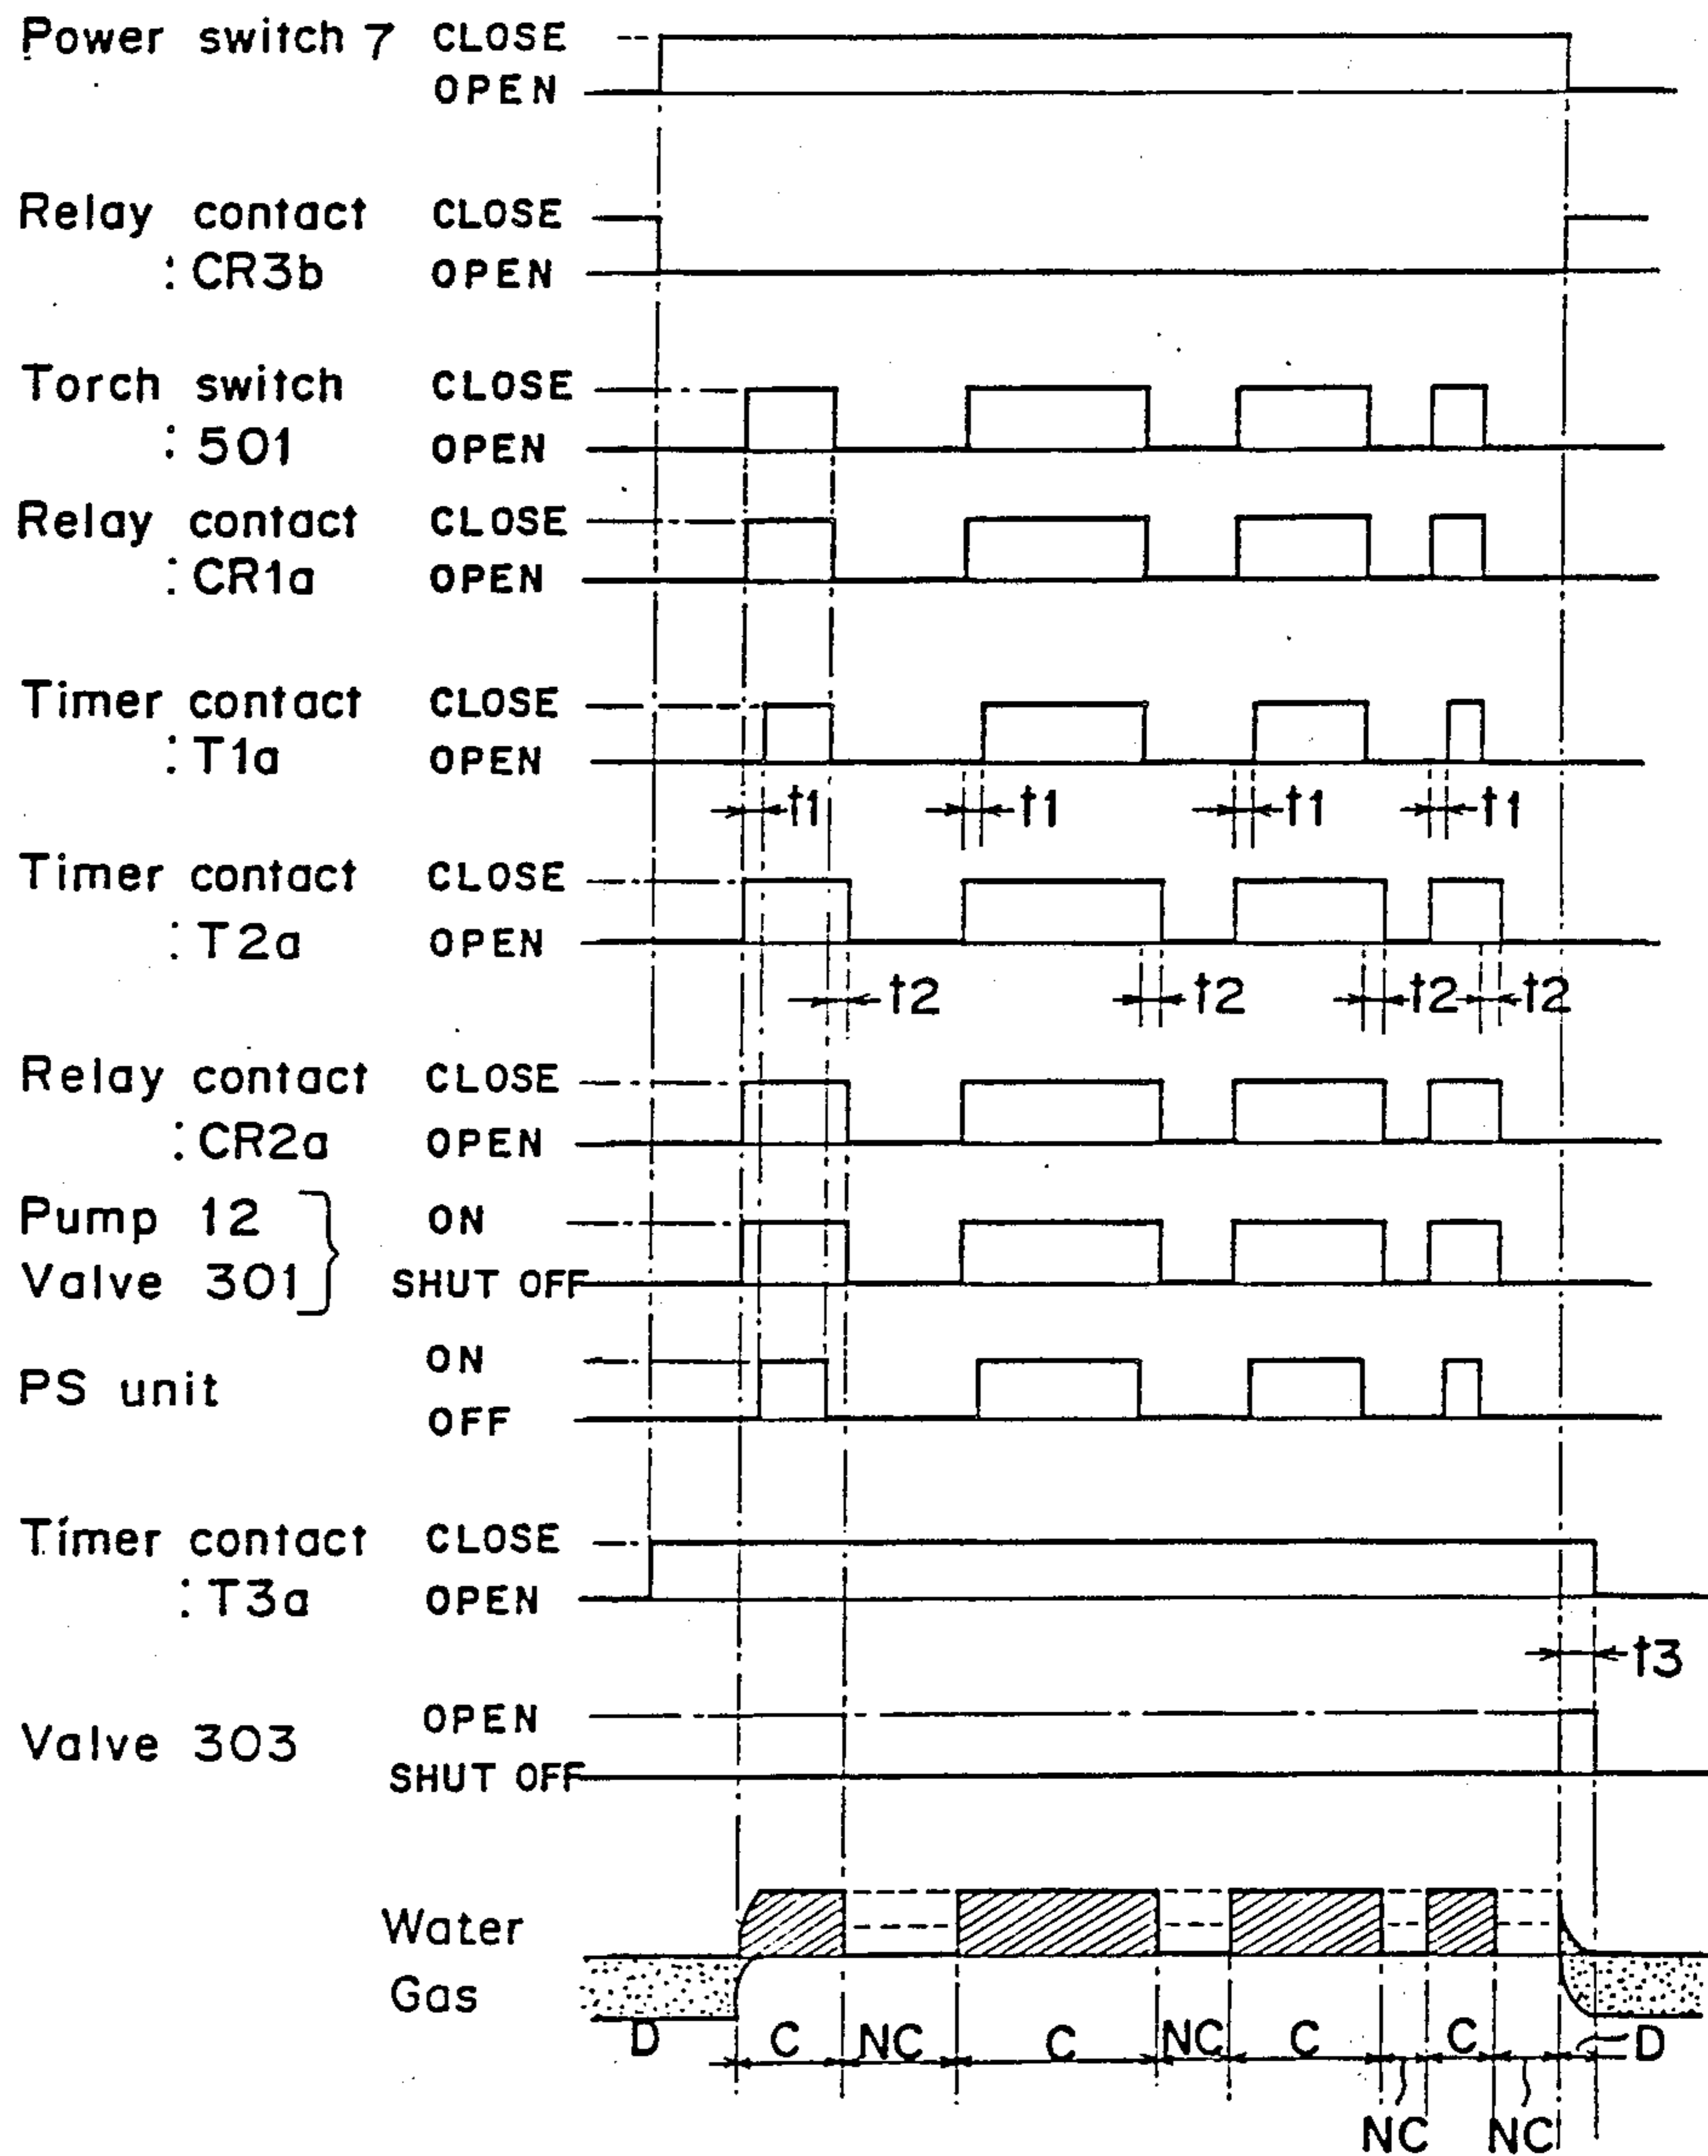 Power switch 7 CLOSE
OPEN
Relay contact CLOSE
: CR3b OPEN
Torch switch CLOSE
: 501 OPEN
Relay contact CLOSE
: CR1a OPEN
Timer contact CLOSE
: T1a OPEN
t1 t1 t1 t1
Timer contact CLOSE
: T2a OPEN
t2 t2 t2 t2
Relay contact CLOSE
: CR2a OPEN
Pump 12 ON
Valve 301 SHUT OFF
PS unit ON
OFF
Timer contact CLOSE
: T3a OPEN
t3
Valve 303 OPEN
SHUT OFF
Water
Gas
D C NC C NC C C D
NC NC